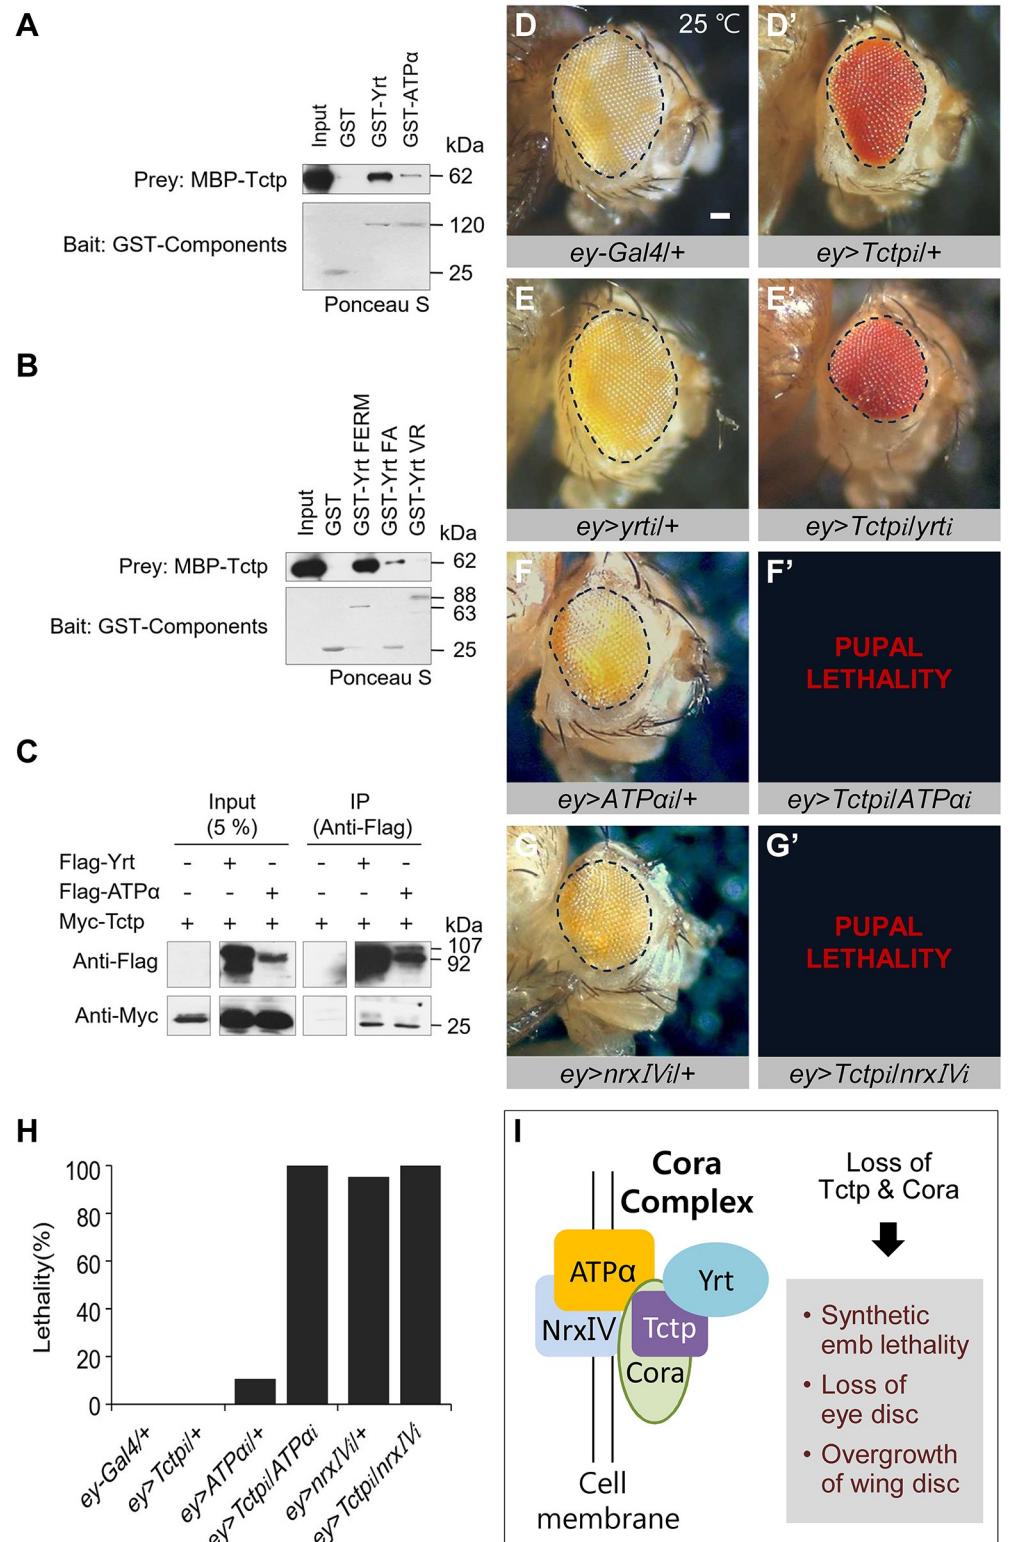 A
Input
GST
GST-Yrt
GST-ATPα
kDa
Prey: MBP-Tctp
62
Bait: GST-Components
120
25
Ponceau S
B
Input
GST
GST-Yrt FERM
GST-Yrt FA
GST-Yrt VR
kDa
Prey: MBP-Tctp
62
88
63
Bait: GST-Components
25
Ponceau S
C
Input
(5 %)
IP
(Anti-Flag)
Flag-Yrt - + - - + -
Flag-ATPα - - + - - +
Myc-Tctp + + + + + +
kDa
Anti-Flag
107
92
Anti-Myc
25
D
25 ℃
ey-Gal4/+
D’
ey>Tctpi/+
E
ey>yrti/+
E’
ey>Tctpi/yrti
F
ey>ATPαi/+
F’
PUPAL
LETHALITY
ey>Tctpi/ATPαi
G
ey>nrxIVi/+
G’
PUPAL
LETHALITY
ey>Tctpi/nrxIVi
H
Lethality(%)
100
80
60
40
20
0
ey-Gal4/+
ey>Tctpi/+
ey>ATPαi/+
ey>Tctpi/ATPαi
ey>nrxIVi/+
ey>Tctpi/nrxIVi
I
Cora
Complex
ATPα
Yrt
NrxIV
Tctp
Cora
Cell
membrane
Loss of
Tctp & Cora
• Synthetic
emb lethality
• Loss of
eye disc
• Overgrowth
of wing disc